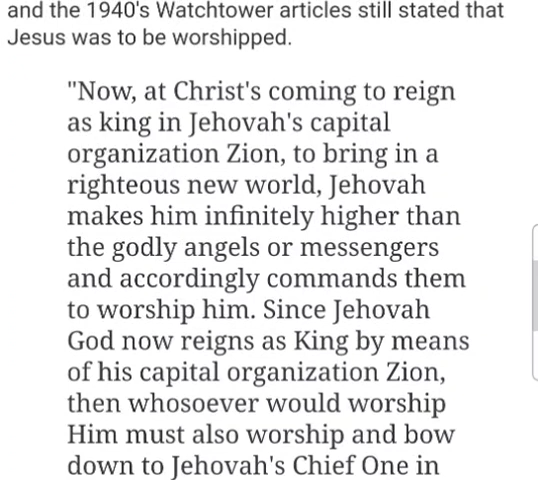 and the 1940's Watchtower articles still stated that
Jesus was to be worshipped.
"Now, at Christ's coming to reign
as king in Jehovah's capital
organization Zion, to bring in a
righteous new world, Jehovah
makes him infinitely higher than
the godly angels or messengers
and accordingly commands them
to worship him. Since Jehovah
God now reigns as King by means
of his capital organization Zion,
then whosoever would worship
Him must also worship and bow
down to Jehovah's Chief One in